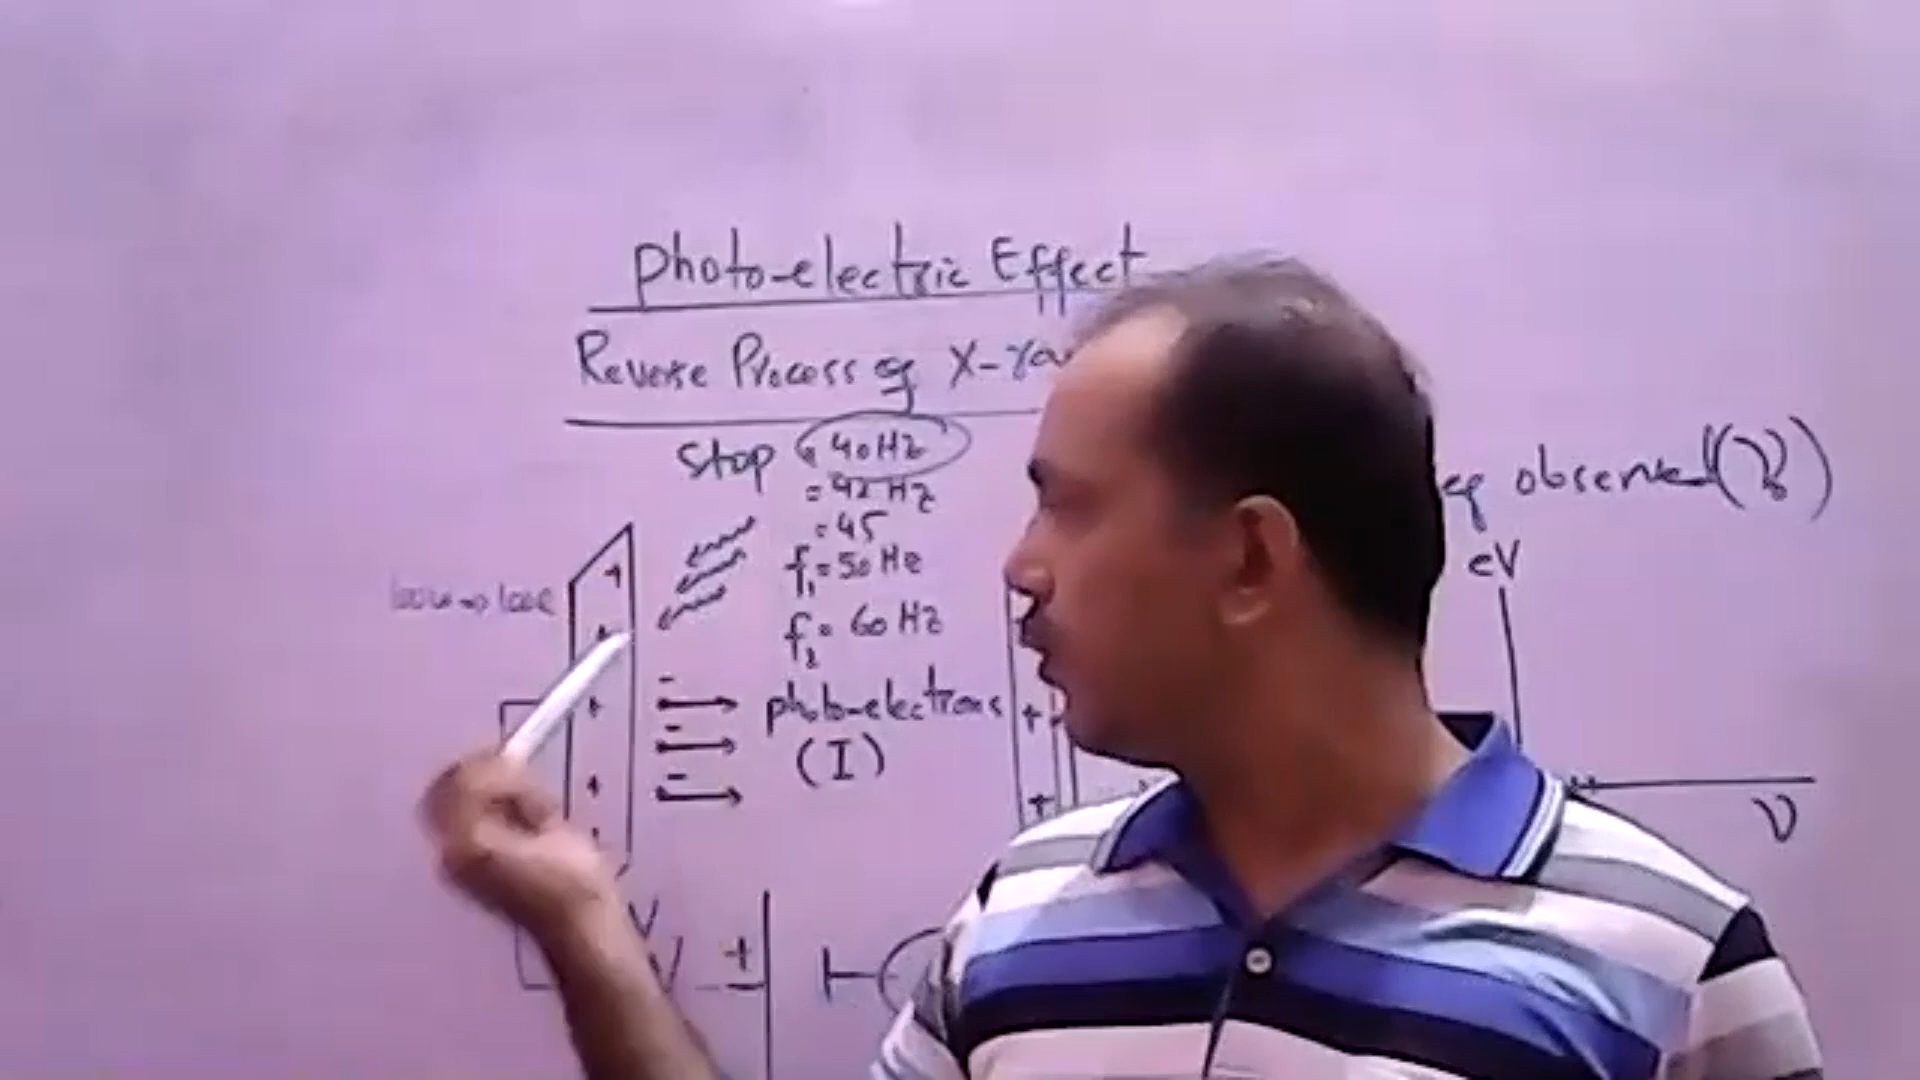 photo-electric Effect
Reverse Process of X-ra
stop = 40 Hz
= 42 Hz
= 45
f₁ = 50 Hz
f₂ = 60 Hz
photo-electrons
(I)
observed (ν₀)
eV
ν
V